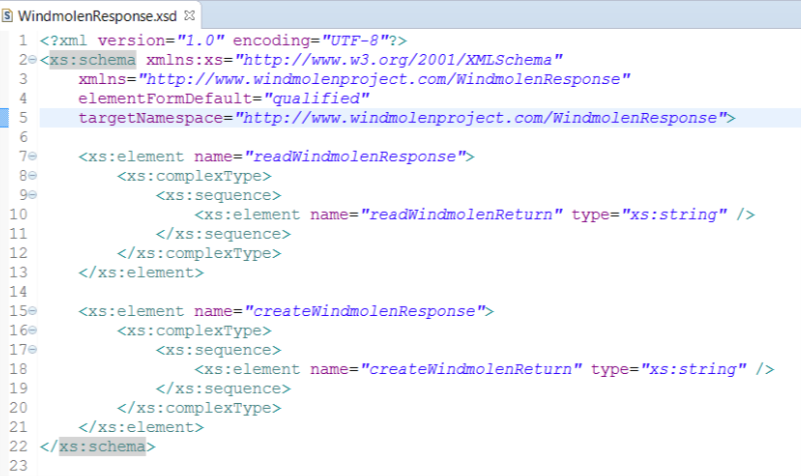 WindmolenResponse.xsd
1 <?xml version="1.0" encoding="UTF-8"?>
2 <xs:schema xmlns:xs="http://www.w3.org/2001/XMLSchema"
3     xmlns="http://www.windmolenproject.com/WindmolenResponse"
4     elementFormDefault="qualified"
5     targetNamespace="http://www.windmolenproject.com/WindmolenResponse">
6
7     <xs:element name="readWindmolenResponse">
8         <xs:complexType>
9             <xs:sequence>
10                 <xs:element name="readWindmolenReturn" type="xs:string" />
11             </xs:sequence>
12         </xs:complexType>
13     </xs:element>
14
15     <xs:element name="createWindmolenResponse">
16         <xs:complexType>
17             <xs:sequence>
18                 <xs:element name="createWindmolenReturn" type="xs:string" />
19             </xs:sequence>
20         </xs:complexType>
21     </xs:element>
22 </xs:schema>
23